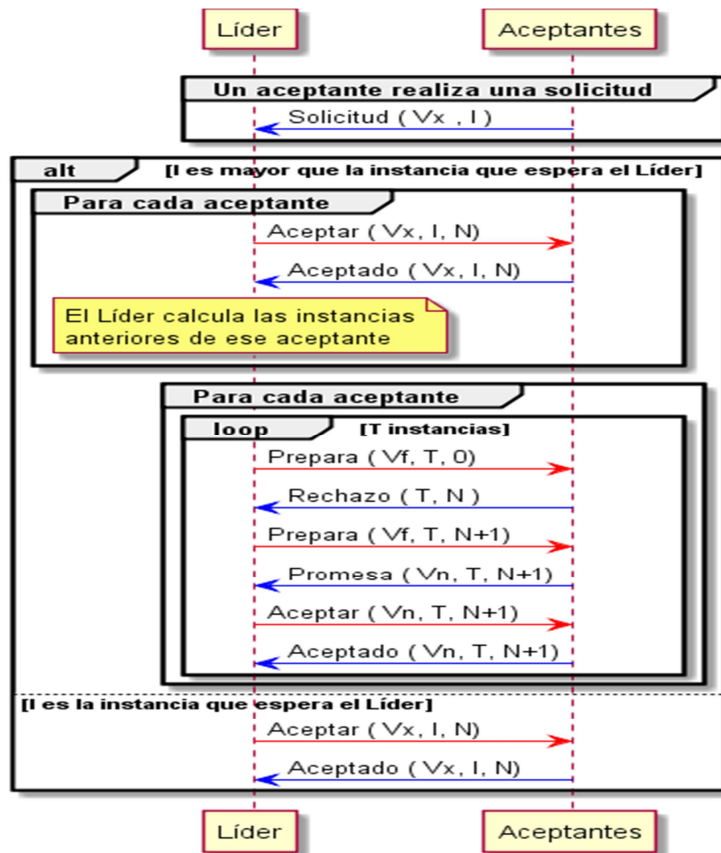 Líder Aceptantes
Un aceptante realiza una solicitud
Solicitud ( Vx , I )
alt [I es mayor que la instancia que espera el Líder]
Para cada aceptante
Aceptar ( Vx, I, N)
Aceptado ( Vx, I, N)
El Líder calcula las instancias
anteriores de ese aceptante
Para cada aceptante
loop [T instancias]
Prepara ( Vf, T, 0)
Rechazo ( T, N )
Prepara ( Vf, T, N+1)
Promesa ( Vn, T, N+1)
Aceptar ( Vn, T, N+1)
Aceptado ( Vn, T, N+1)
[I es la instancia que espera el Líder]
Aceptar ( Vx, I, N)
Aceptado ( Vx, I, N)
Líder Aceptantes